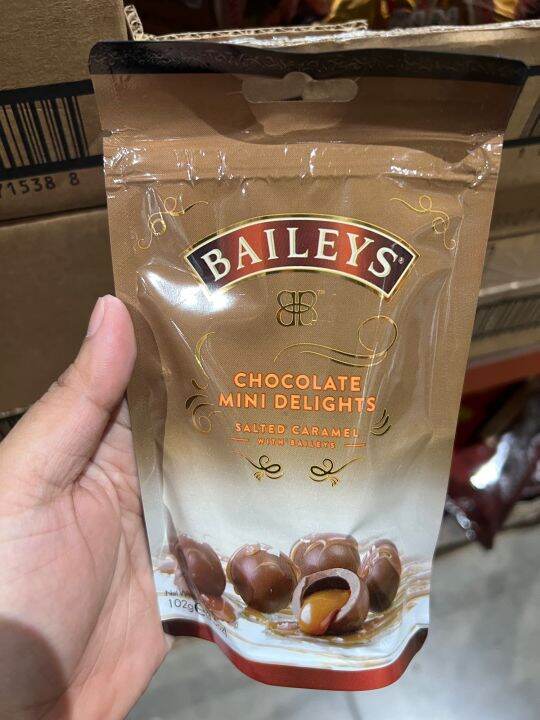 71538 8
BAILEYS®
CHOCOLATE
MINI DELIGHTS
SALTED CARAMEL
WITH BAILEYS
102g